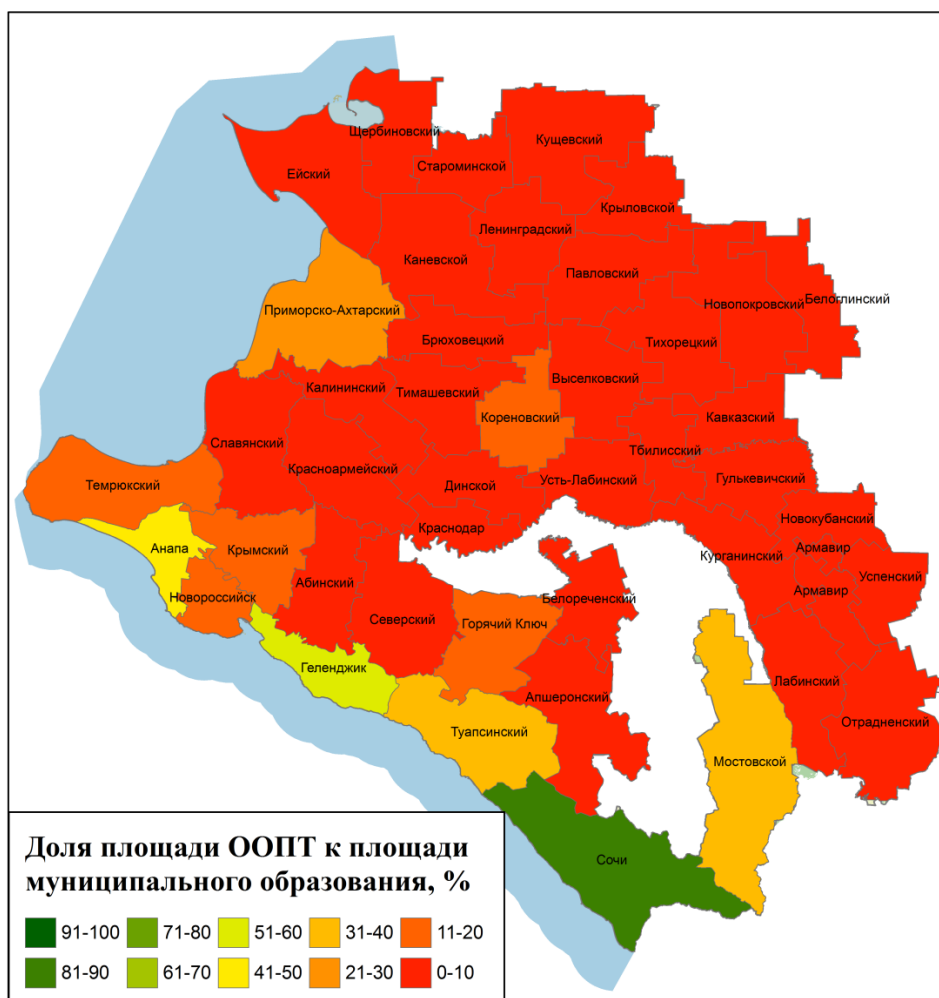 Щербиновский
Кущевский
Староминской
Ейский
Крыловской
Ленинградский
Каневской
Павловский
Белоглинский
Новопокровский
Приморско-Ахтарский
Брюховецкий
Тихорецкий
Калининский
Выселковский
Тимашевский
Кореновский
Кавказский
Славянский
Тбилисский
Красноармейский
Гулькевичский
Усть-Лабинский
Темрюкский
Динской
Новокубанский
Краснодар
Анапа
Крымский
Армавир
Курганинский
Успенский
Абинский
Армавир
Новороссийск
Белореченский
Северский
Горячий Ключ
Геленджик
Лабинский
Апшеронский
Отрадненский
Туапсинский
Мостовской
Сочи
Доля площади ООПТ к площади
муниципального образования, %
91-100 71-80 51-60 31-40 11-20
81-90 61-70 41-50 21-30 0-10